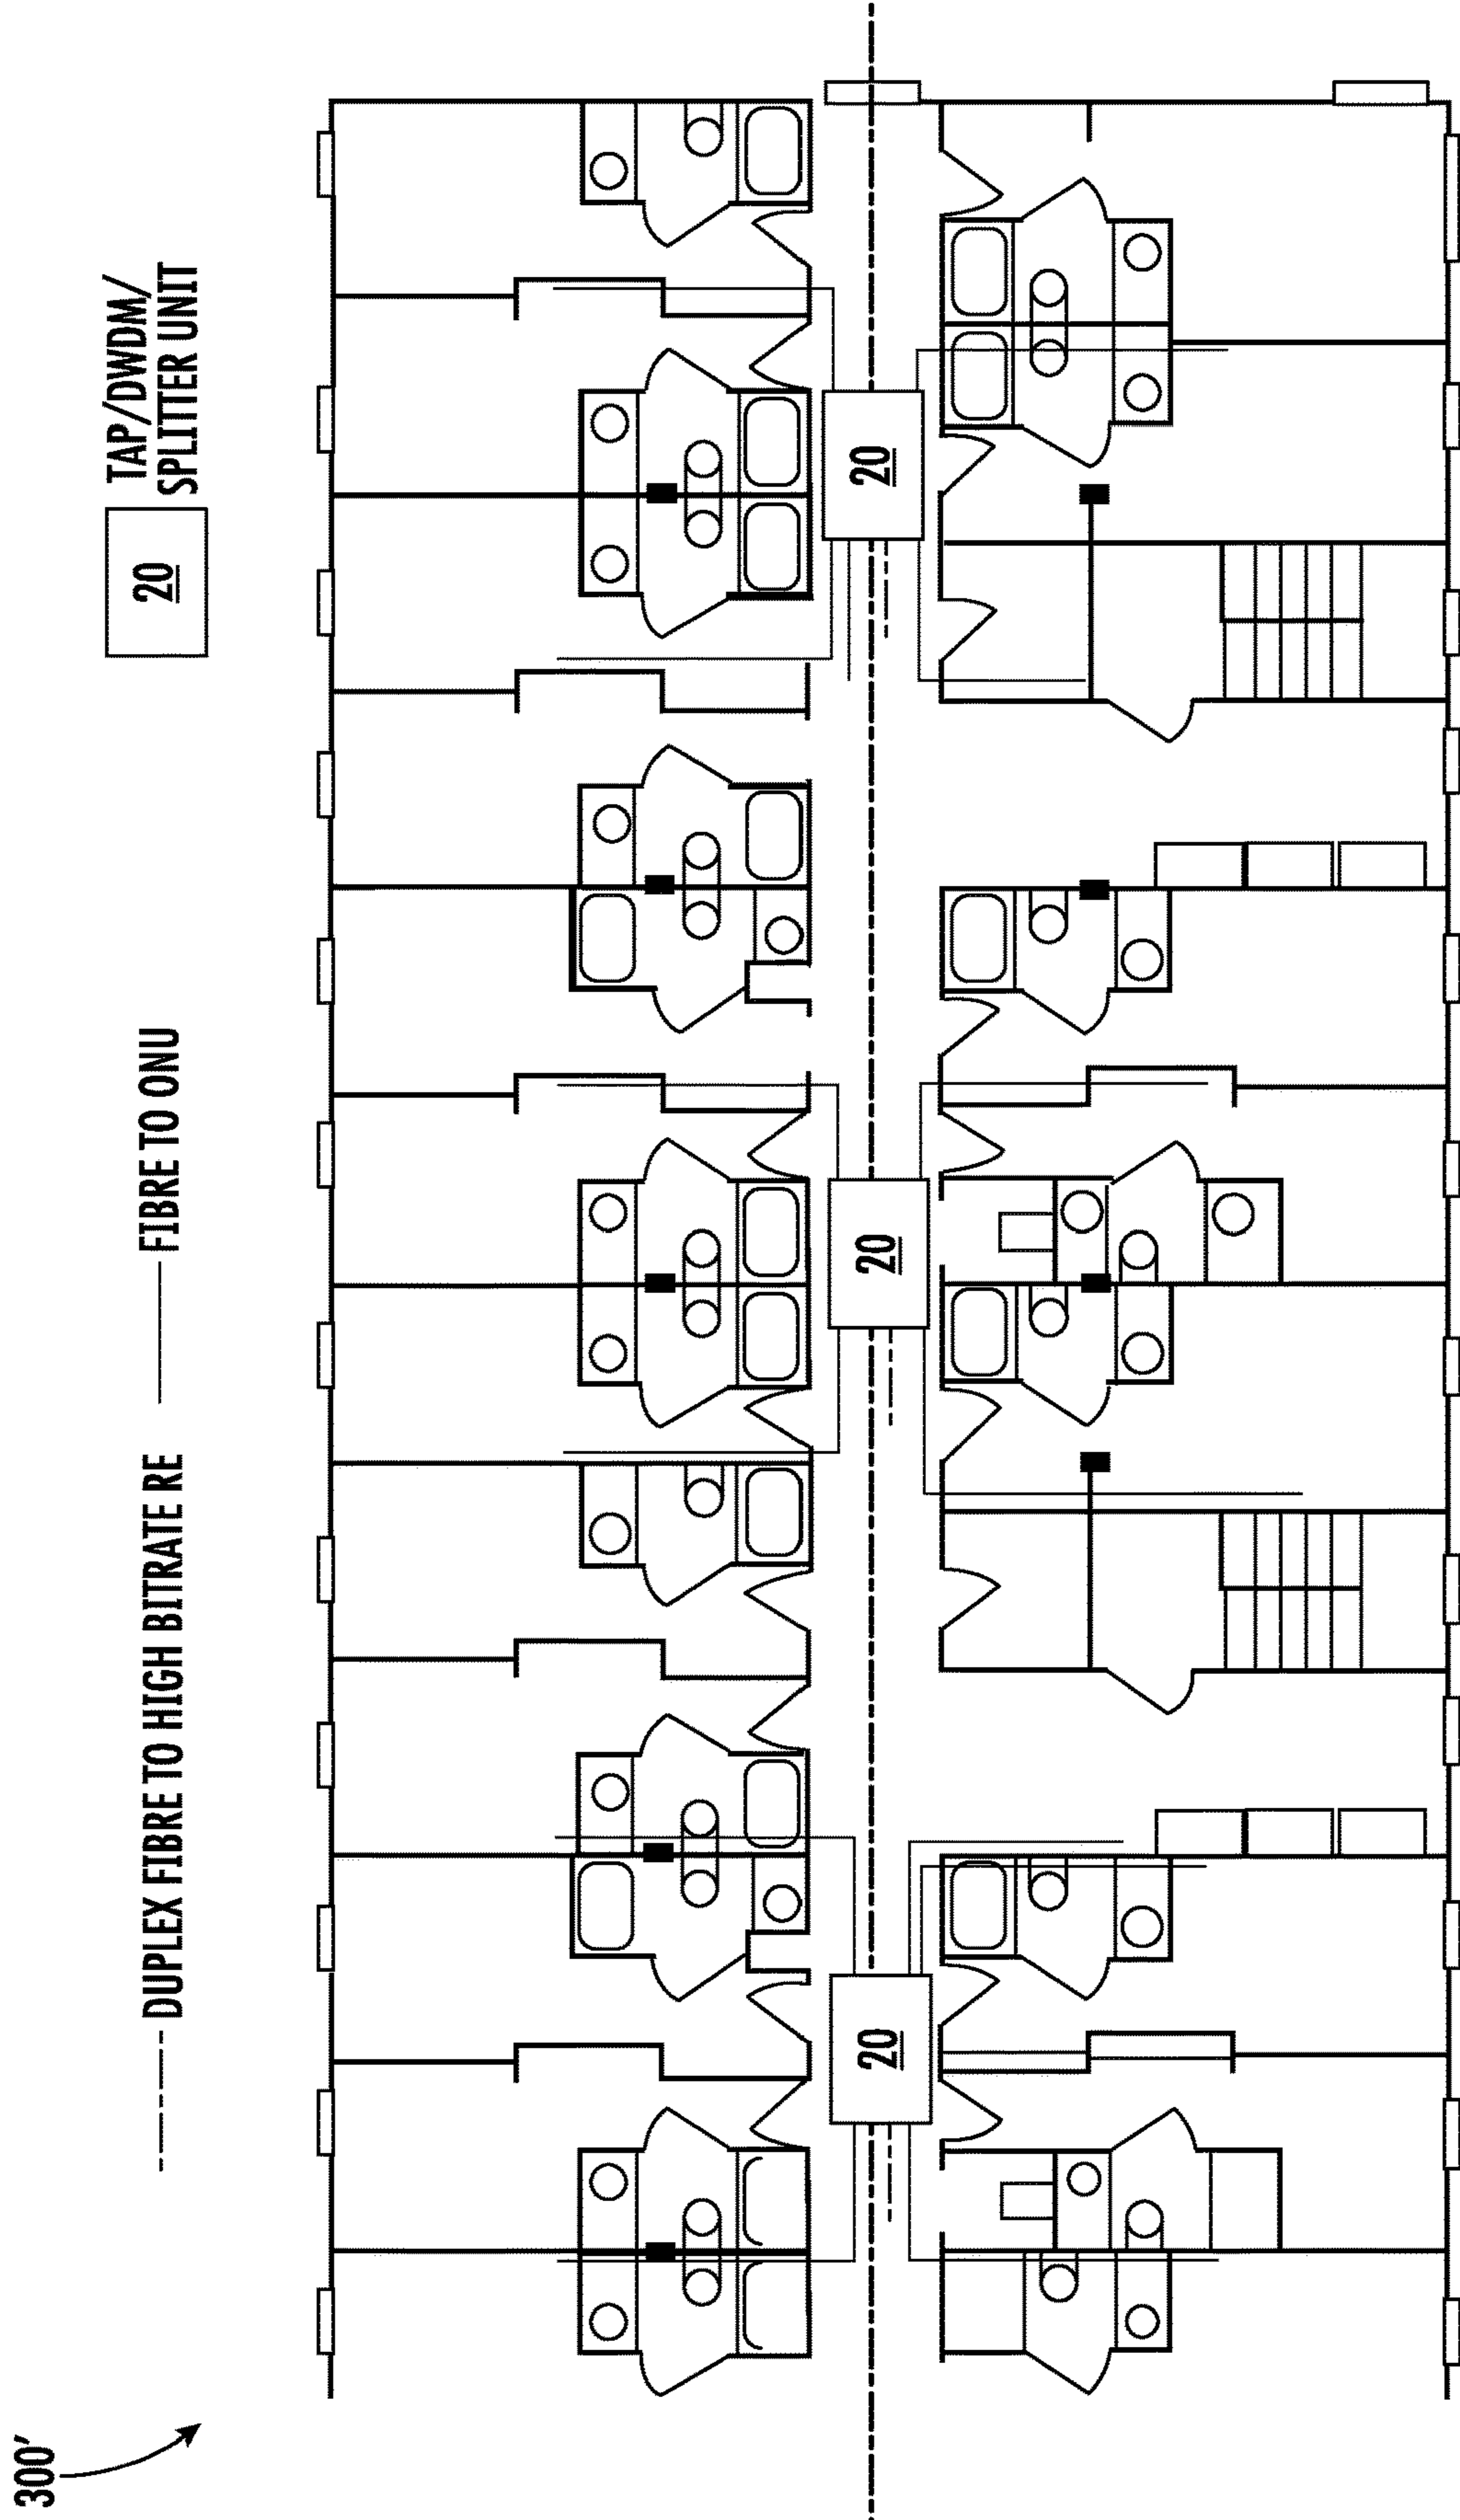 300'
DUPLEX FIBRE TO HIGH BITRATE RE
FIBRE TO ONU
20
TAP/DWDM/
SPLITTER UNIT
20
20
20